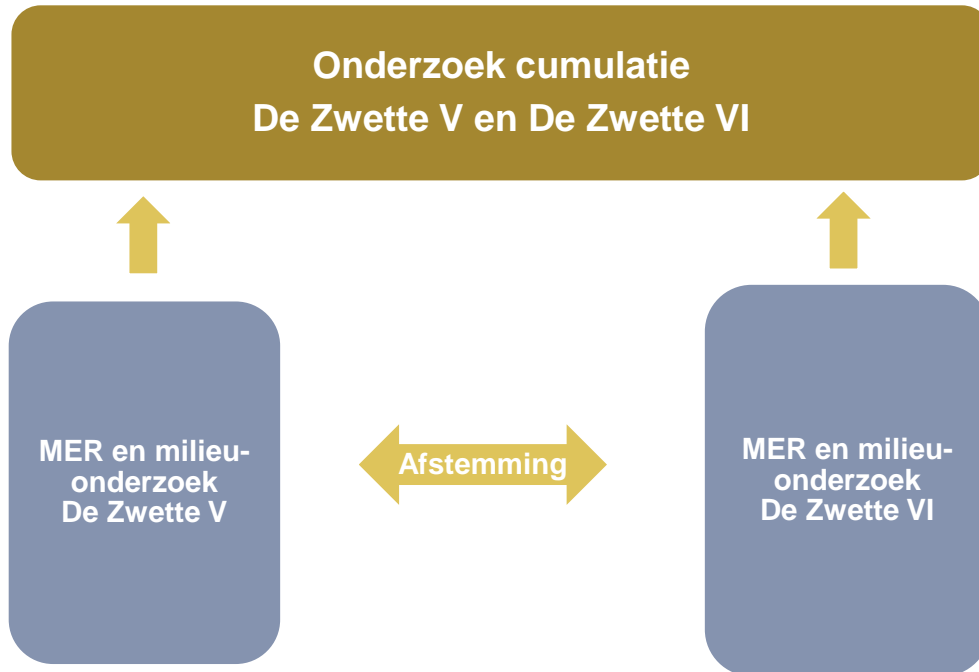 Onderzoek cumulatie
De Zwette V en De Zwette VI
MER en milieu-
onderzoek
De Zwette V
Afstemming
MER en milieu-
onderzoek
De Zwette VI